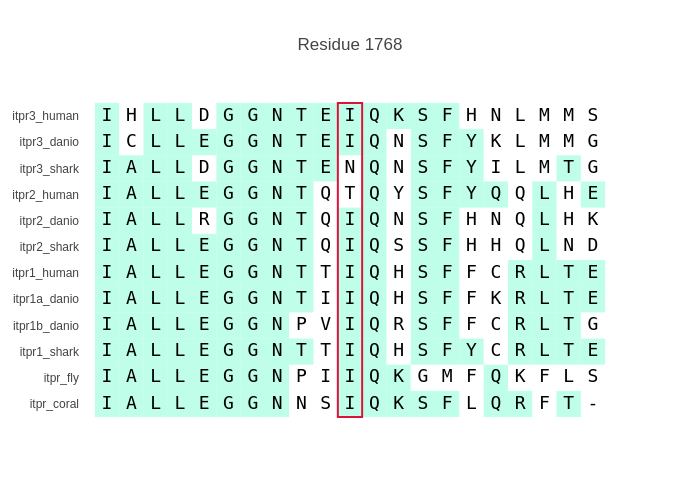 Residue 1768
itpr3_human I H L L D G G N T E I Q K S F H N L M M S
itpr3_danio I C L L E G G N T E I Q N S F Y K L M M G
itpr3_shark I A L L D G G N T E N Q N S F Y I L M T G
itpr2_human I A L L E G G N T Q T Q Y S F Y Q Q L H E
itpr2_danio I A L L R G G N T Q I Q N S F H N Q L H K
itpr2_shark I A L L E G G N T Q I Q S S F H H Q L N D
itpr1_human I A L L E G G N T T I Q H S F F C R L T E
itpr1a_danio I A L L E G G N T I I Q H S F F K R L T E
itpr1b_danio I A L L E G G N P V I Q R S F F C R L T G
itpr1_shark I A L L E G G N T T I Q H S F Y C R L T E
itpr_fly I A L L E G G N P I I Q K G M F Q K F L S
itpr_coral I A L L E G G N N S I Q K S F L Q R F T -